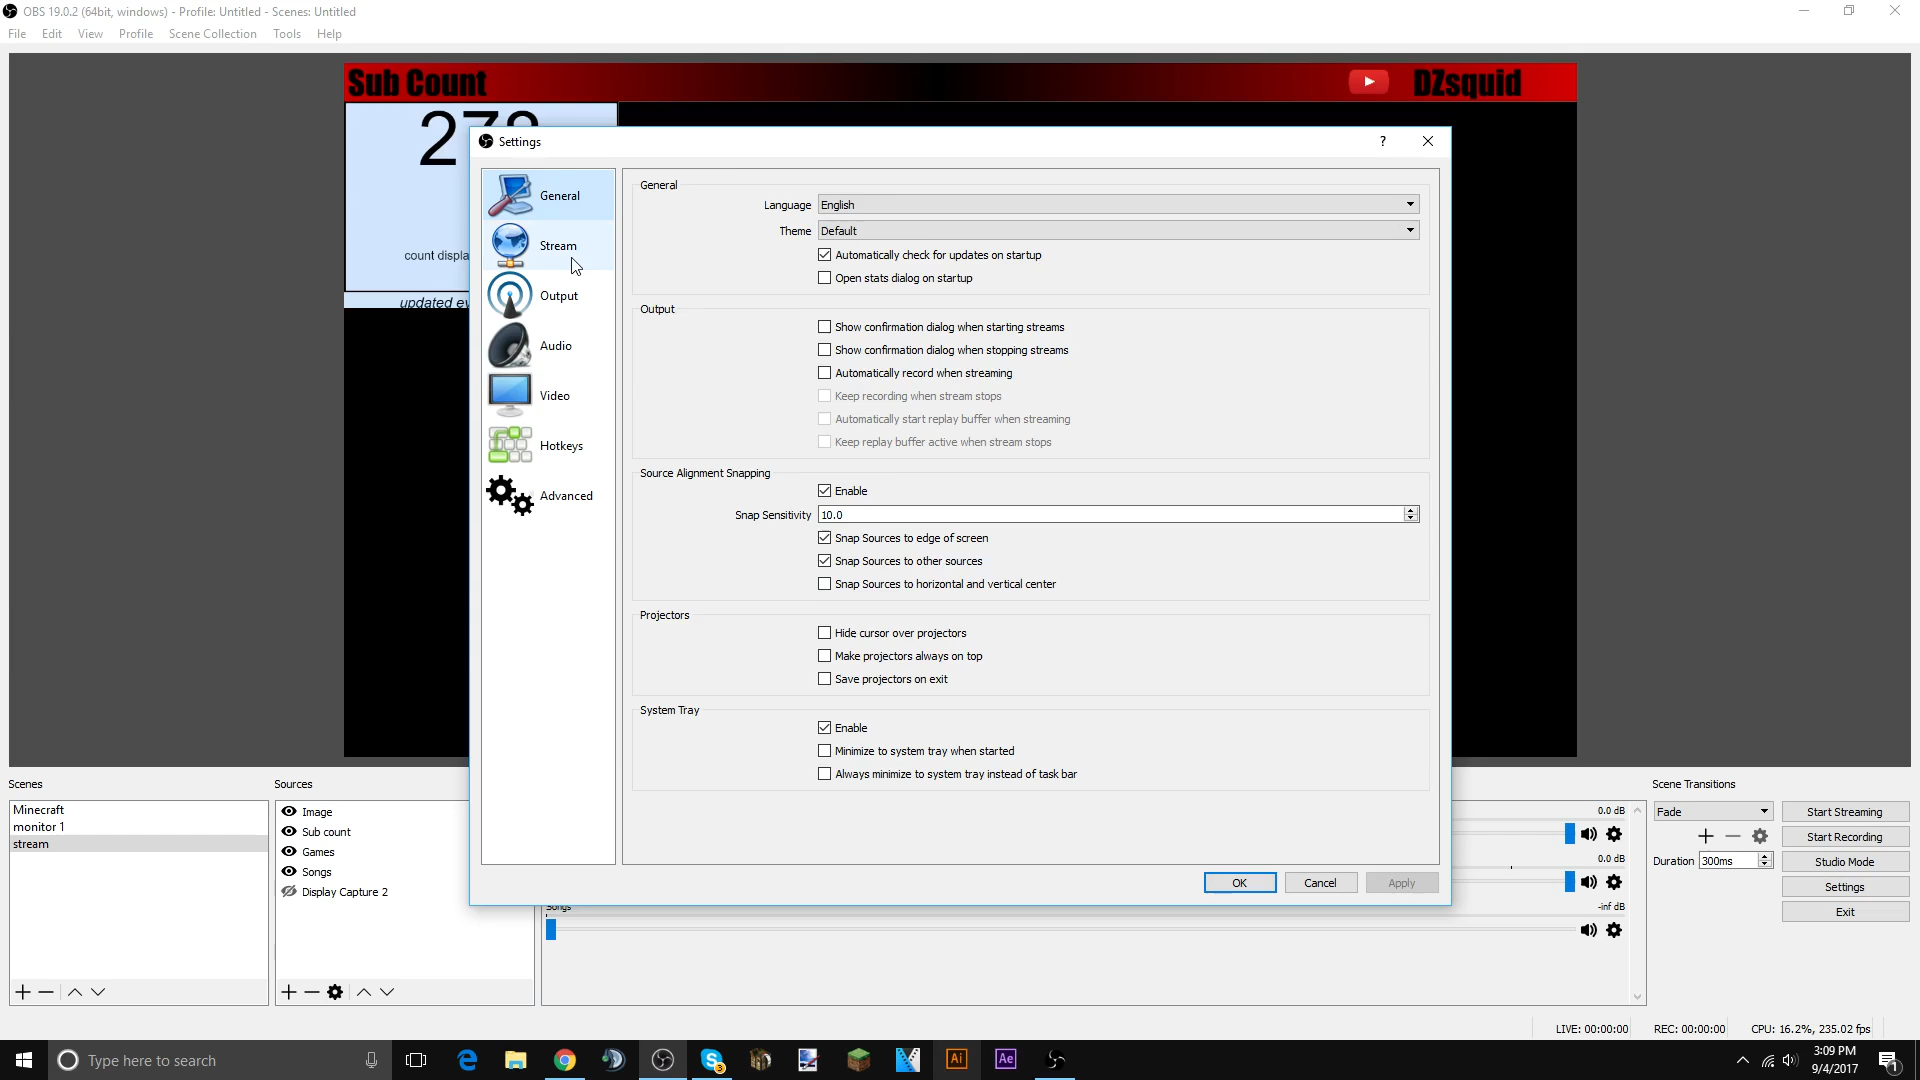 OBS 19.0.2 (64bit, windows) - Profile: Untitled - Scenes: Untitled
File Edit View Profile Scene Collection Tools Help
Sub Count
DZsquid
count displa
updated ev
Settings
?
General
Stream
Output
Audio
Video
Hotkeys
Advanced
General
Language English
Theme Default
Automatically check for updates on startup
Open stats dialog on startup
Output
Show confirmation dialog when starting streams
Show confirmation dialog when stopping streams
Automatically record when streaming
Keep recording when stream stops
Automatically start replay buffer when streaming
Keep replay buffer active when stream stops
Source Alignment Snapping
Enable
Snap Sensitivity 10.0
Snap Sources to edge of screen
Snap Sources to other sources
Snap Sources to horizontal and vertical center
Projectors
Hide cursor over projectors
Make projectors always on top
Save projectors on exit
System Tray
Enable
Minimize to system tray when started
Always minimize to system tray instead of task bar
OK Cancel Apply
Scenes
Minecraft
monitor 1
stream
Sources
Image
Sub count
Games
Songs
Display Capture 2
0.0 dB
0.0 dB
Songs -inf dB
Scene Transitions
Fade
Duration 300ms
Start Streaming
Start Recording
Studio Mode
Settings
Exit
LIVE: 00:00:00 REC: 00:00:00 CPU: 16.2%, 235.02 fps
Type here to search
3
Ai
Ae
3:09 PM
9/4/2017
1